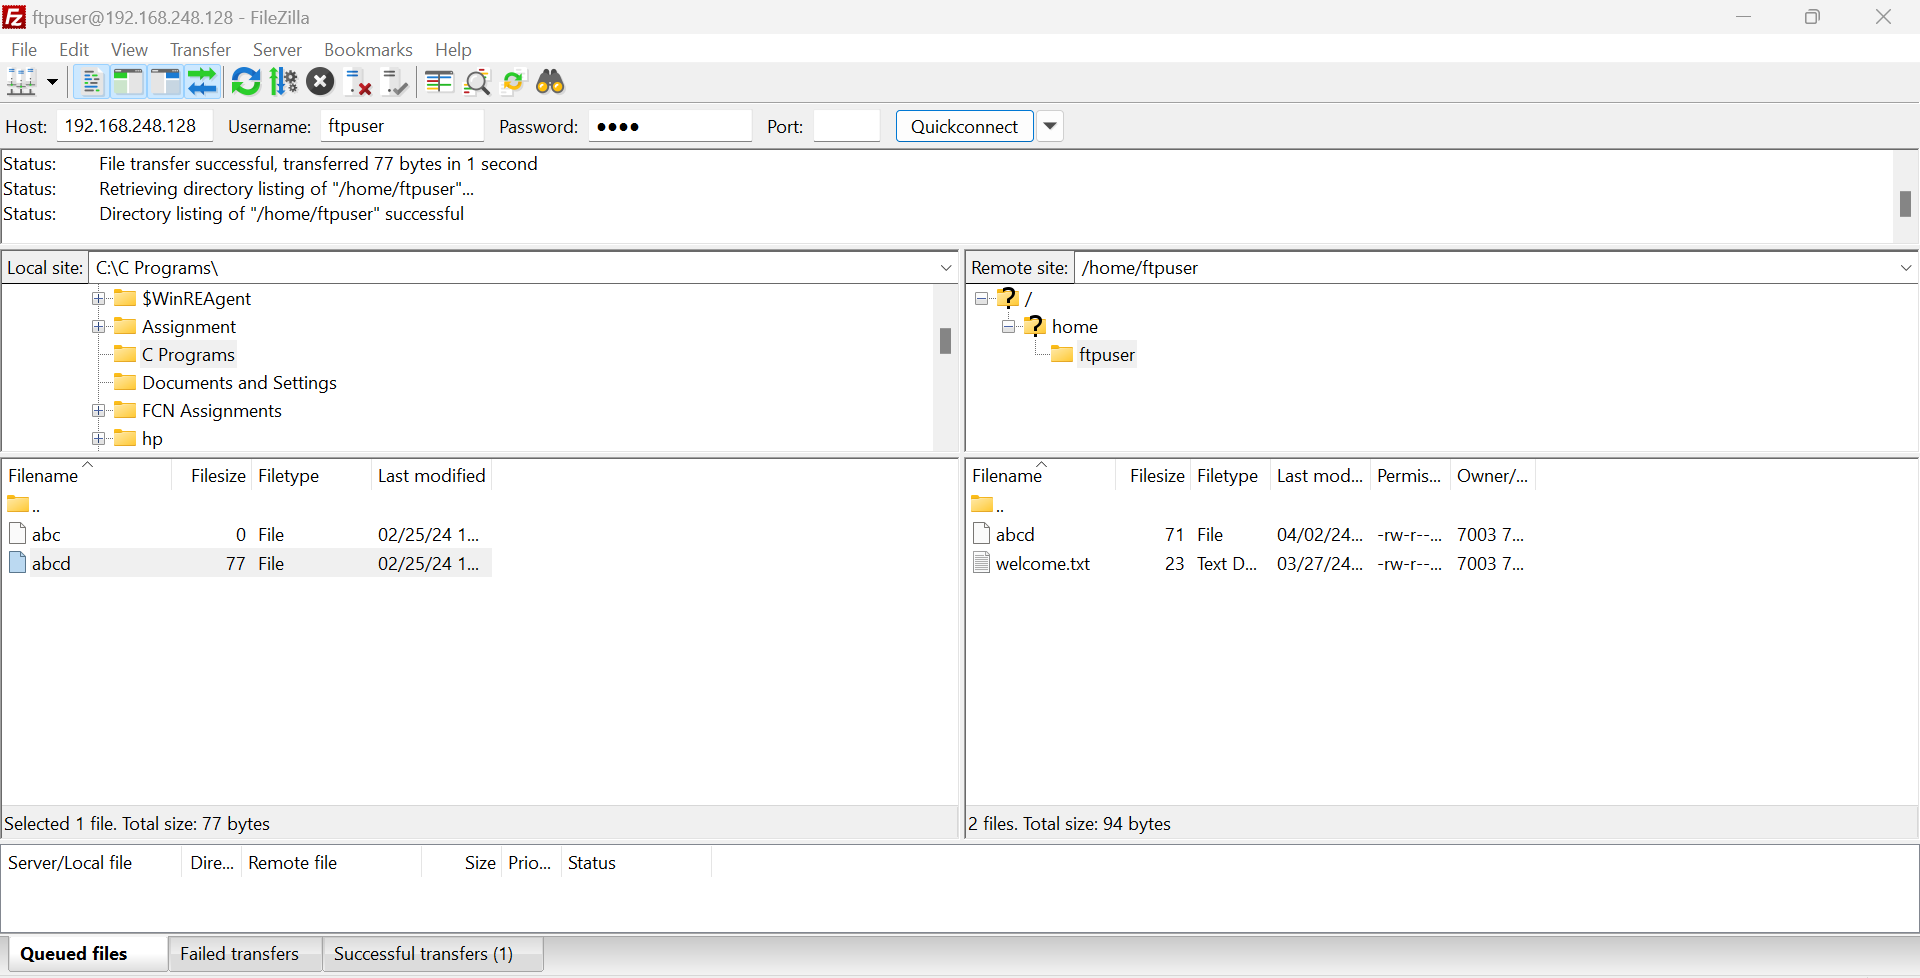 ftpuser@192.168.248.128 - FileZilla
File Edit View Transfer Server Bookmarks Help
Host: 192.168.248.128 Username: ftpuser Password: ●●●● Port: Quickconnect
Status: File transfer successful, transferred 77 bytes in 1 second
Status: Retrieving directory listing of "/home/ftpuser"...
Status: Directory listing of "/home/ftpuser" successful
Local site: C:\C Programs\
$WinREAgent
Assignment
C Programs
Documents and Settings
FCN Assignments
hp
Remote site: /home/ftpuser
/
home
ftpuser
Filename Filesize Filetype Last modified
..
abc 0 File 02/25/24 1...
abcd 77 File 02/25/24 1...
Selected 1 file. Total size: 77 bytes
Filename Filesize Filetype Last mod... Permis... Owner/...
..
abcd 71 File 04/02/24... -rw-r--... 7003 7...
welcome.txt 23 Text D... 03/27/24... -rw-r--... 7003 7...
2 files. Total size: 94 bytes
Server/Local file Dire... Remote file Size Prio... Status
Queued files Failed transfers Successful transfers (1)